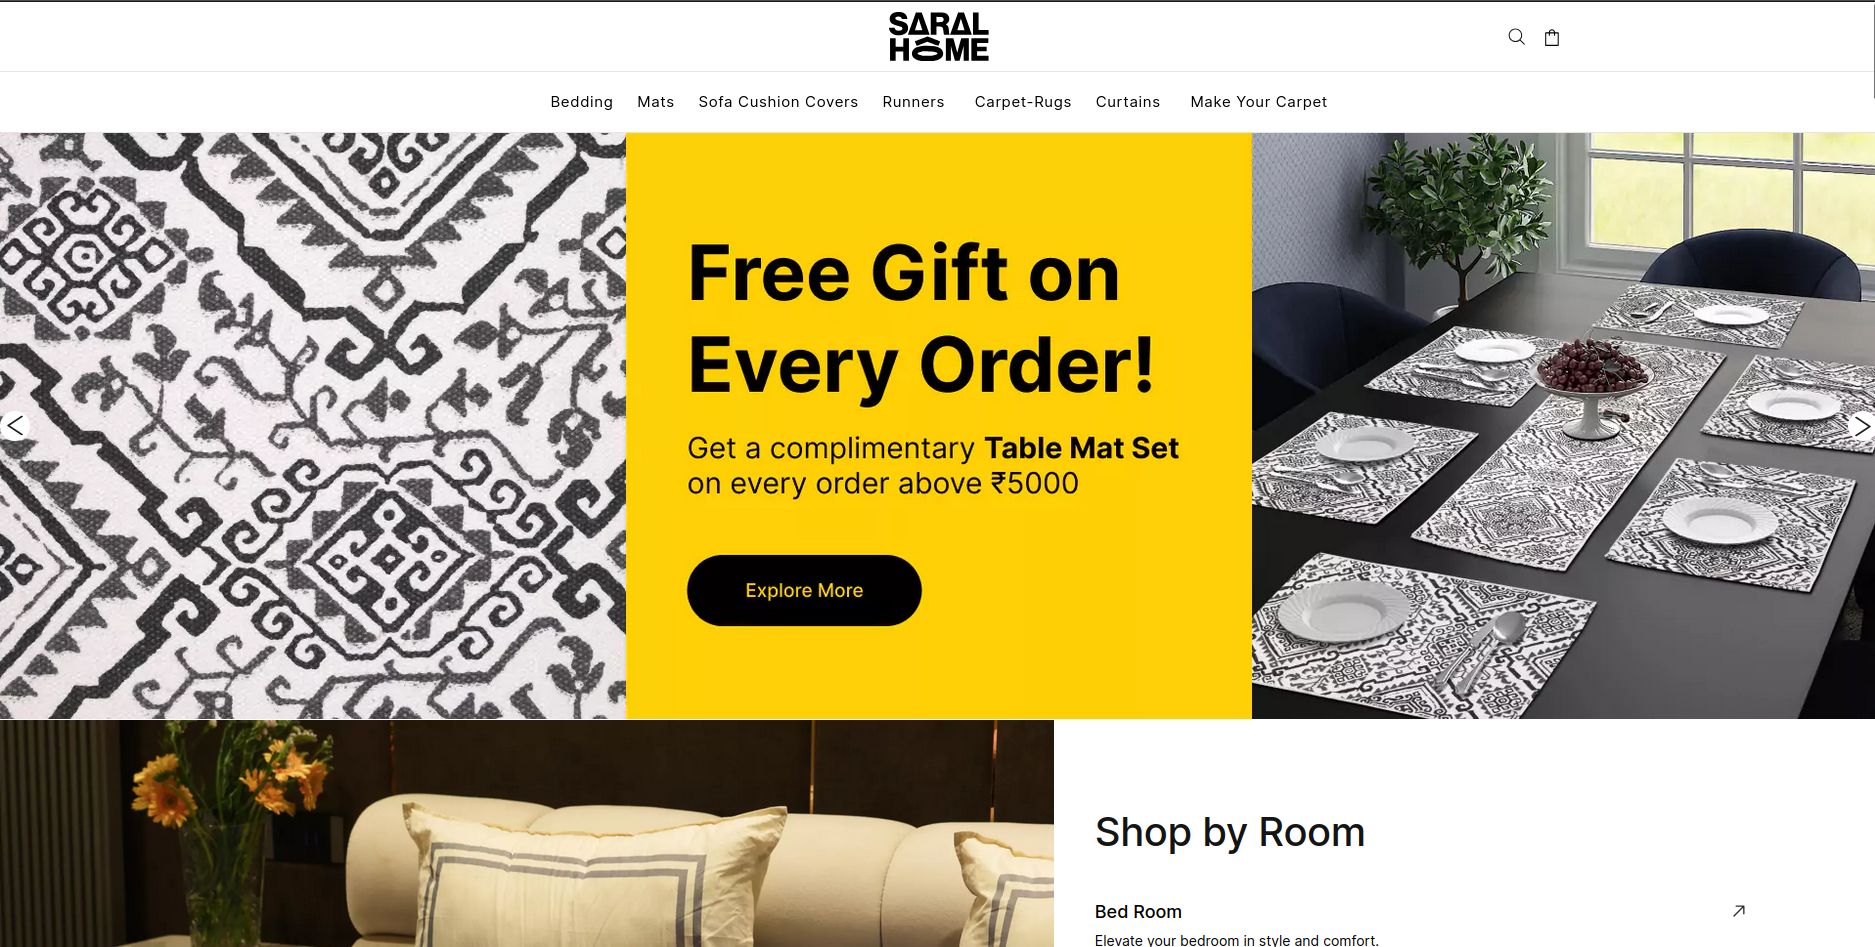 SARAL
HOME
Bedding Mats Sofa Cushion Covers Runners Carpet-Rugs Curtains Make Your Carpet
Free Gift on
Every Order!
Get a complimentary Table Mat Set
on every order above ₹5000
Explore More
Shop by Room
Bed Room
Elevate your bedroom in style and comfort.